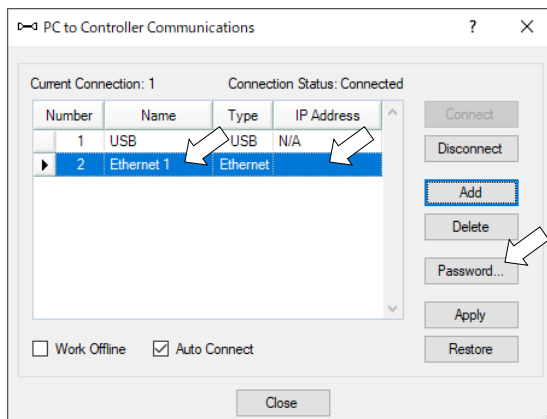 PC to Controller Communications ? X
Current Connection: 1 Connection Status: Connected
Number Name Type IP Address
1 USB USB N/A
2 Ethernet 1 Ethernet
Connect
Disconnect
Add
Delete
Password...
Apply
Work Offline Auto Connect Restore
Close